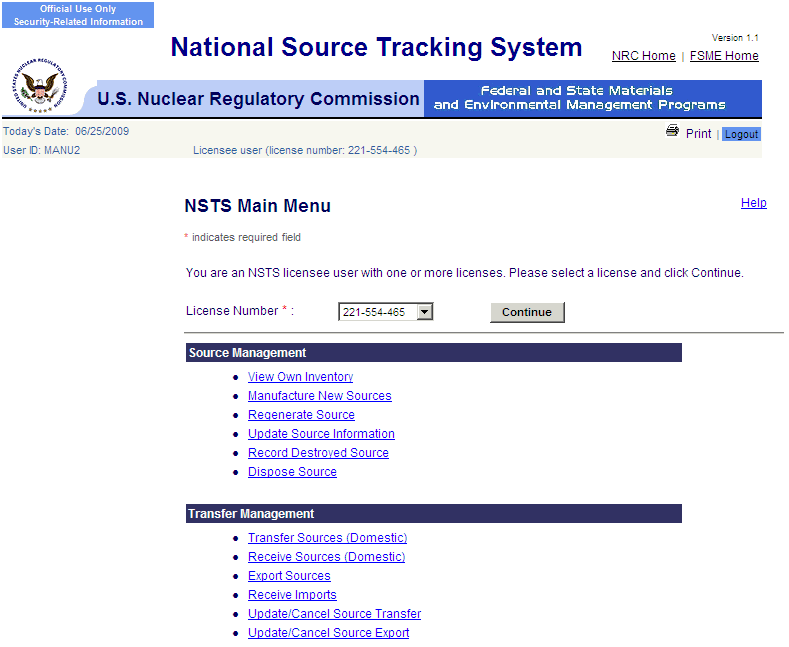 Official Use Only
Security-Related Information
National Source Tracking System
Version 1.1
NRC Home | FSME Home
UNITED STATES NUCLEAR REGULATORY COMMISSION
U.S. Nuclear Regulatory Commission
Federal and State Materials
and Environmental Management Programs
Today's Date: 06/25/2009
Print | Logout
User ID: MANU2
Licensee user (license number: 221-554-465 )
NSTS Main Menu
Help
* indicates required field
You are an NSTS licensee user with one or more licenses. Please select a license and click Continue.
License Number * :
221-554-465
Continue
Source Management
View Own Inventory
Manufacture New Sources
Regenerate Source
Update Source Information
Record Destroyed Source
Dispose Source
Transfer Management
Transfer Sources (Domestic)
Receive Sources (Domestic)
Export Sources
Receive Imports
Update/Cancel Source Transfer
Update/Cancel Source Export